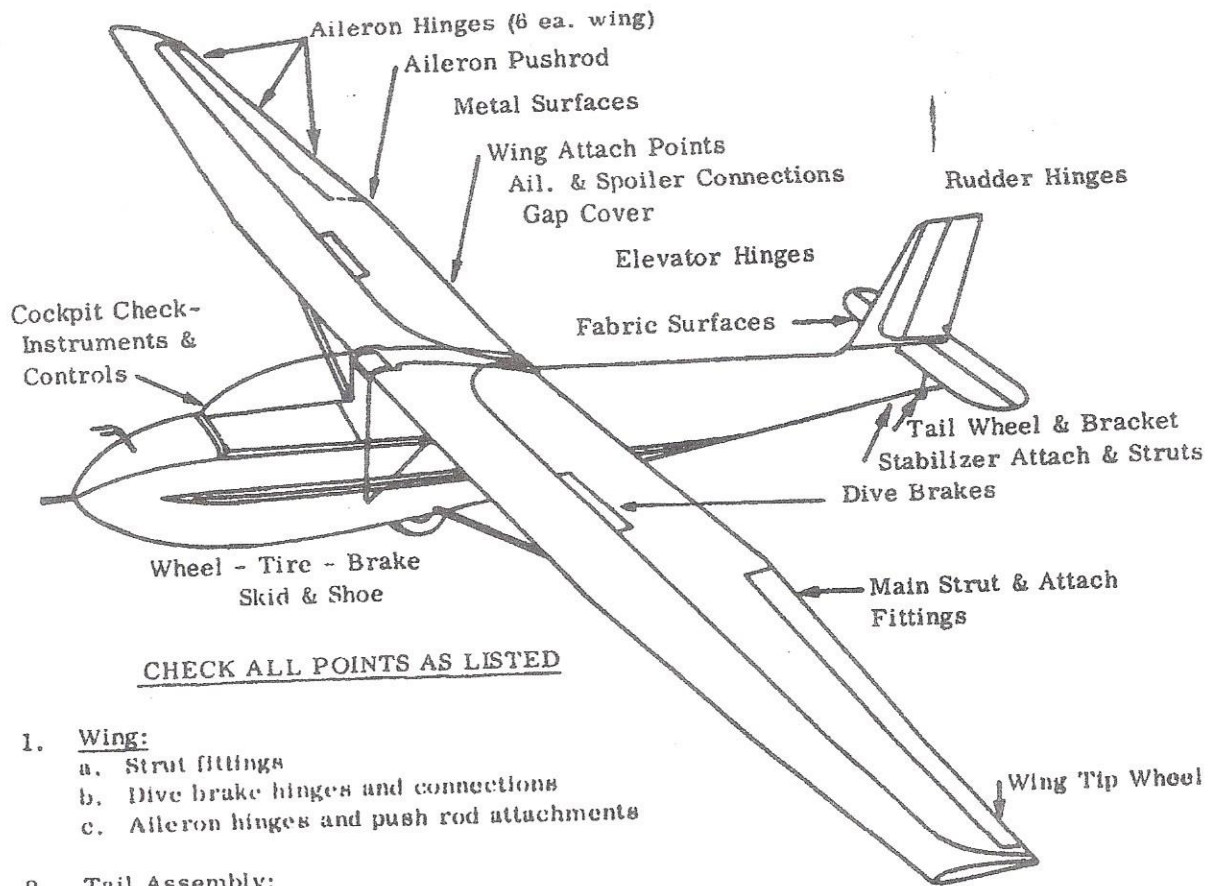 Aileron Hinges (6 ea. wing)
Aileron Pushrod
Metal Surfaces
Wing Attach Points
Ail. & Spoiler Connections
Gap Cover
Rudder Hinges
Elevator Hinges
Fabric Surfaces
Cockpit Check-
Instruments &
Controls
Tail Wheel & Bracket
Stabilizer Attach & Struts
Dive Brakes
Wheel - Tire - Brake
Skid & Shoe
Main Strut & Attach
Fittings
CHECK ALL POINTS AS LISTED
1. Wing:
a. Strut fittings
b. Dive brake hinges and connections
c. Aileron hinges and push rod attachments
Wing Tip Wheel
2. Tail Assembly: